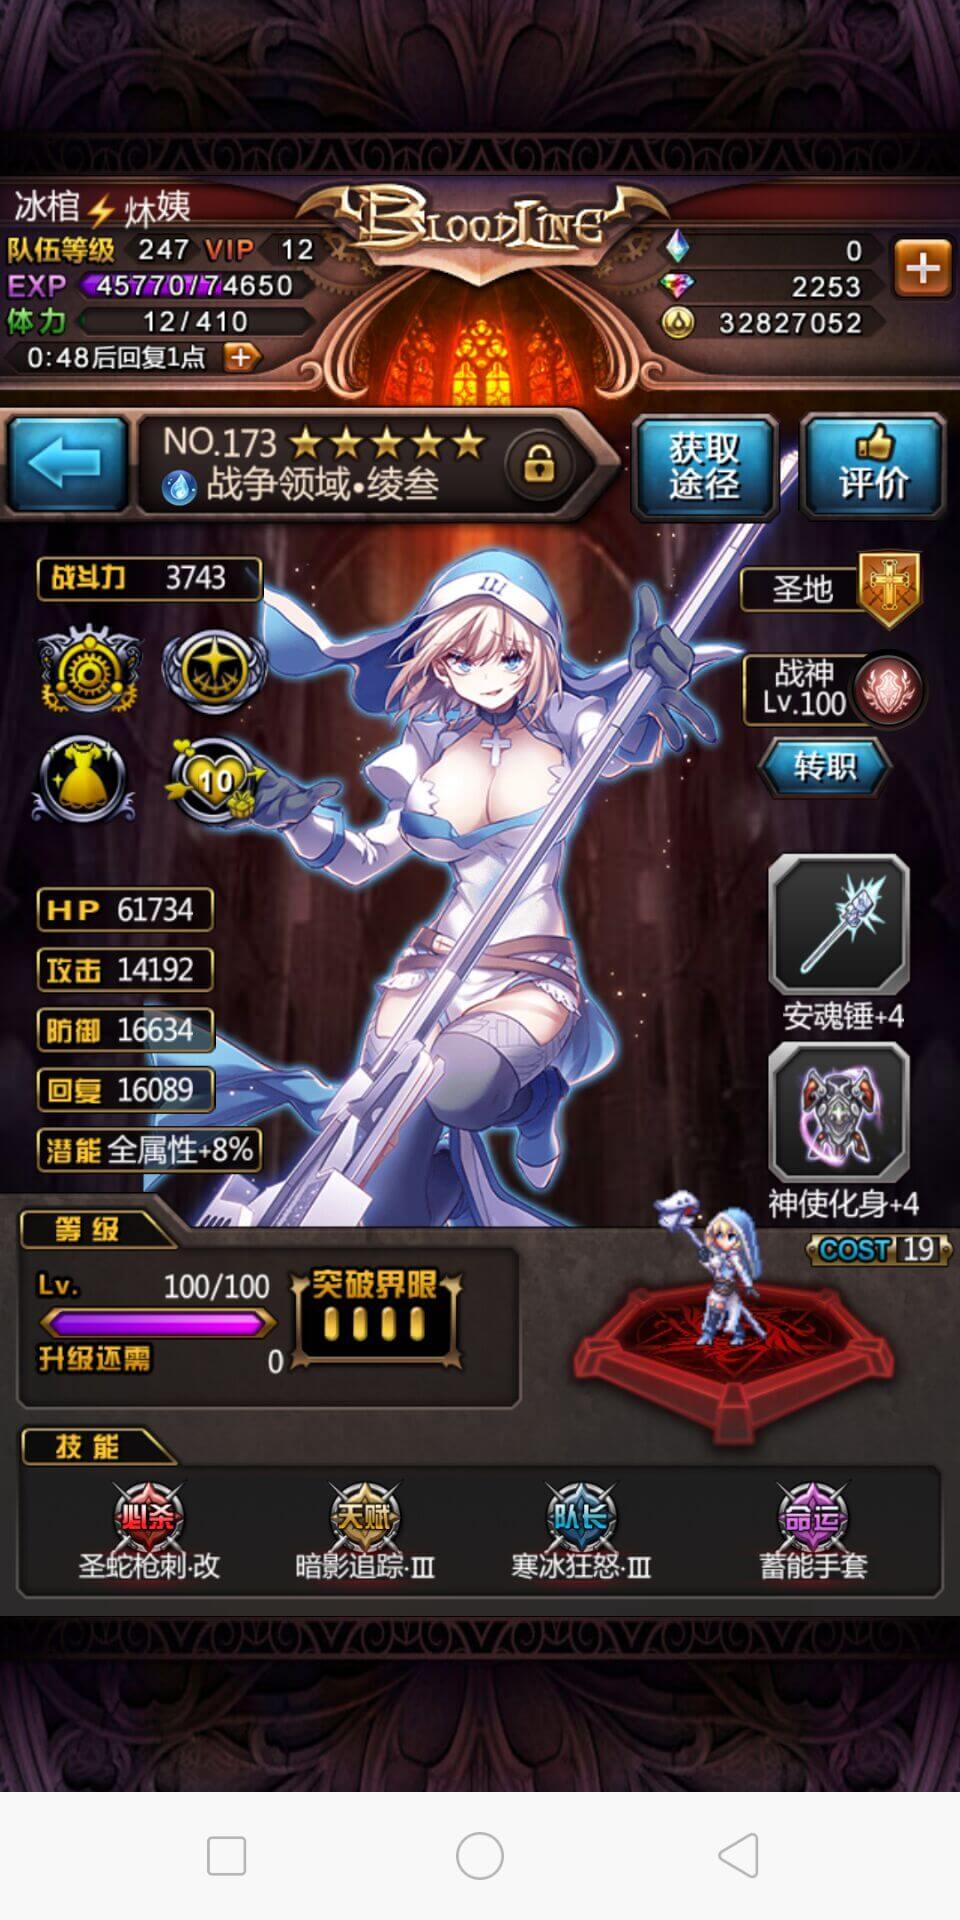 冰棺⚡烌姨
BLOODLINE
队伍等级 247 VIP 12
0
EXP 45770/74650
2253
体力 12/410
32827052
0:48后回复1点
NO.173
战争领域•绫叁
获取
途径
评价
III
战斗力 3743
圣地
战神
Lv.100
转职
10
HP 61734
攻击 14192
防御 16634
回复 16089
潜能 全属性+8%
安魂锤+4
神使化身+4
COST 19
等级
Lv. 100/100
突破界限
升级还需 0
技能
必杀
天赋
队长
命运
圣蛇枪刺·改
暗影追踪·III
寒冰狂怒·III
蓄能手套